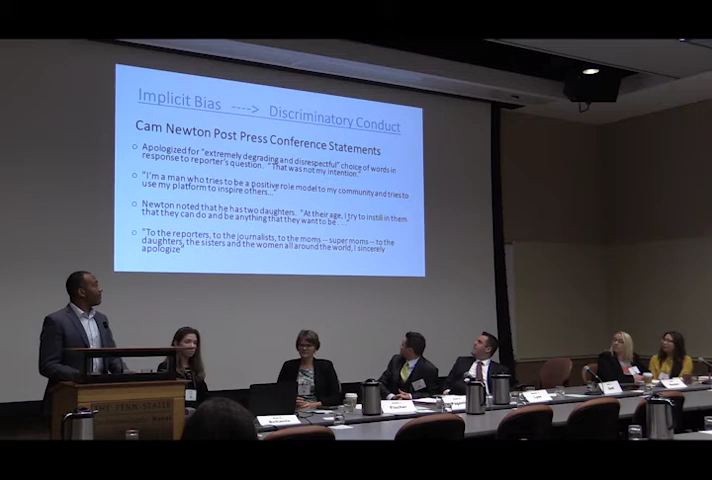 Implicit Bias ----> Discriminatory Conduct
Cam Newton Post Press Conference Statements
Apologized for "extremely degrading and disrespectful" choice of words in
response to reporter's question. "That was not my intention."
"I'm a man who tries to be a positive role model to my community and tries to
use my platform to inspire others..."
Newton noted that he has two daughters. "At their age, I try to instill in them
that they can do and be anything that they want to be . . ."
"To the reporters, to the journalists, to the moms -- super moms -- to the
daughters, the sisters and the women all around the world, I sincerely
apologize"
THE PENN STATE